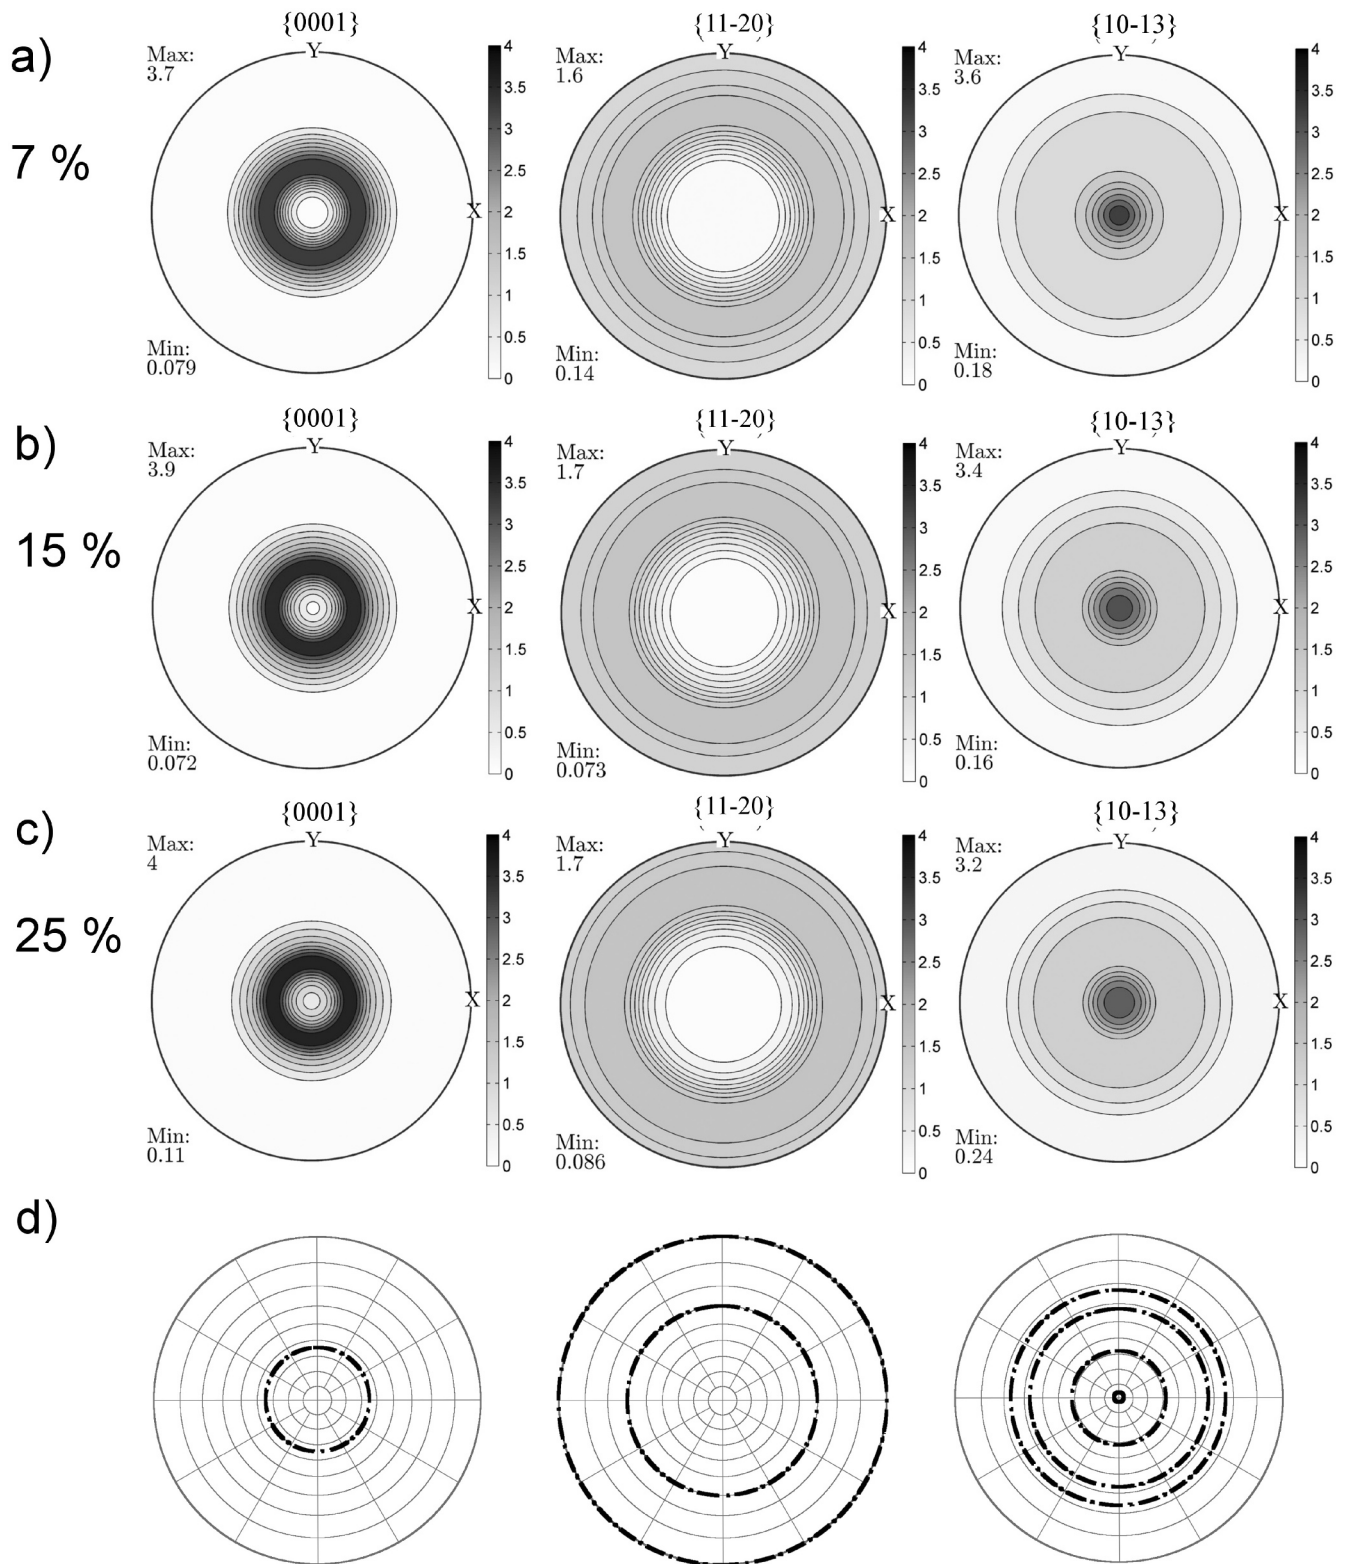 a)
7 %
{0001}
Max:
3.7
Y
X
Min:
0.079
4
3.5
3
2.5
2
1.5
1
0.5
0
{11-20}
Max:
1.6
Y
X
Min:
0.14
4
3.5
3
2.5
2
1.5
1
0.5
0
{10-13}
Max:
3.6
Y
X
Min:
0.18
4
3.5
3
2.5
2
1.5
1
0.5
0
b)
15 %
{0001}
Max:
3.9
Y
X
Min:
0.072
4
3.5
3
2.5
2
1.5
1
0.5
0
{11-20}
Max:
1.7
Y
X
Min:
0.073
4
3.5
3
2.5
2
1.5
1
0.5
0
{10-13}
Max:
3.4
Y
X
Min:
0.16
4
3.5
3
2.5
2
1.5
1
0.5
0
c)
25 %
{0001}
Max:
4
Y
X
Min:
0.11
4
3.5
3
2.5
2
1.5
1
0.5
0
{11-20}
Max:
1.7
Y
X
Min:
0.086
4
3.5
3
2.5
2
1.5
1
0.5
0
{10-13}
Max:
3.2
Y
X
Min:
0.24
4
3.5
3
2.5
2
1.5
1
0.5
0
d)